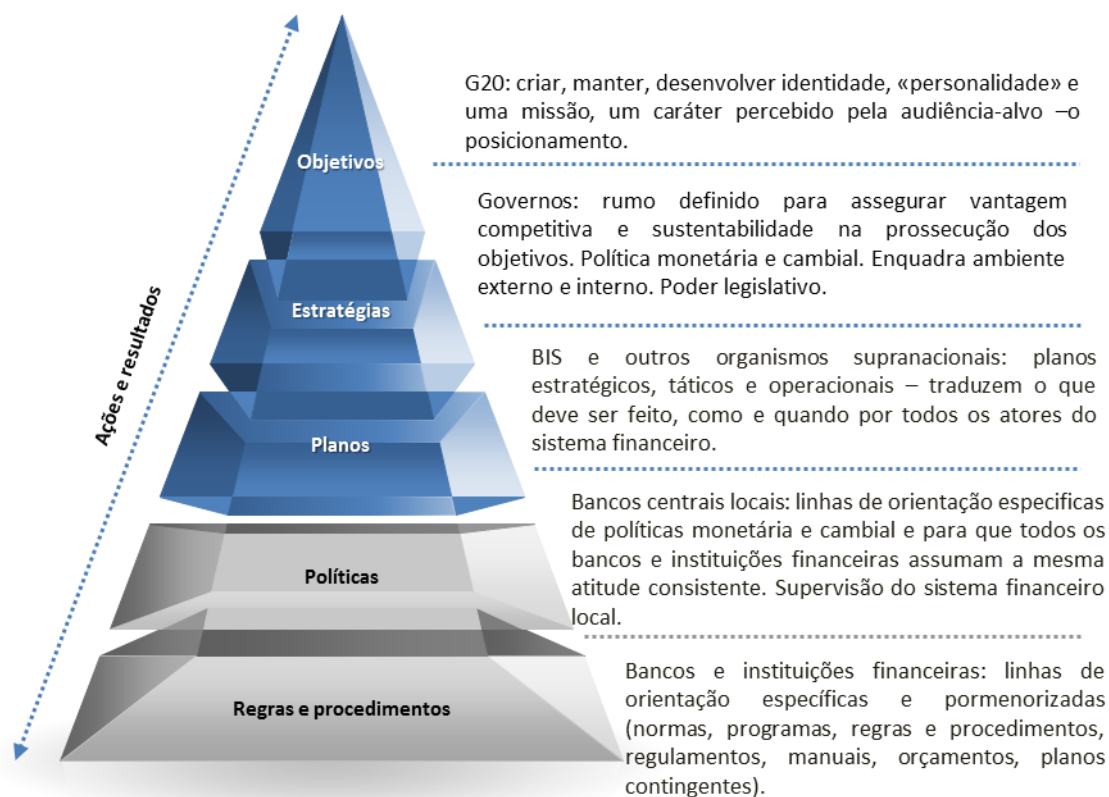 G20: criar, manter, desenvolver identidade, «personalidade» e
uma missão, um caráter percebido pela audiência-alvo –o
posicionamento.
Objetivos
Governos: rumo definido para assegurar vantagem
competitiva e sustentabilidade na prossecução dos
objetivos. Política monetária e cambial. Enquadra ambiente
externo e interno. Poder legislativo.
Estratégias
BIS e outros organismos supranacionais: planos
estratégicos, táticos e operacionais – traduzem o que
deve ser feito, como e quando por todos os atores do
sistema financeiro.
Planos
Bancos centrais locais: linhas de orientação especificas
de políticas monetária e cambial e para que todos os
bancos e instituições financeiras assumam a mesma
atitude consistente. Supervisão do sistema financeiro
local.
Políticas
Bancos e instituições financeiras: linhas de
orientação específicas e pormenorizadas
(normas, programas, regras e procedimentos,
regulamentos, manuais, orçamentos, planos
contingentes).
Regras e procedimentos
Ações e resultados